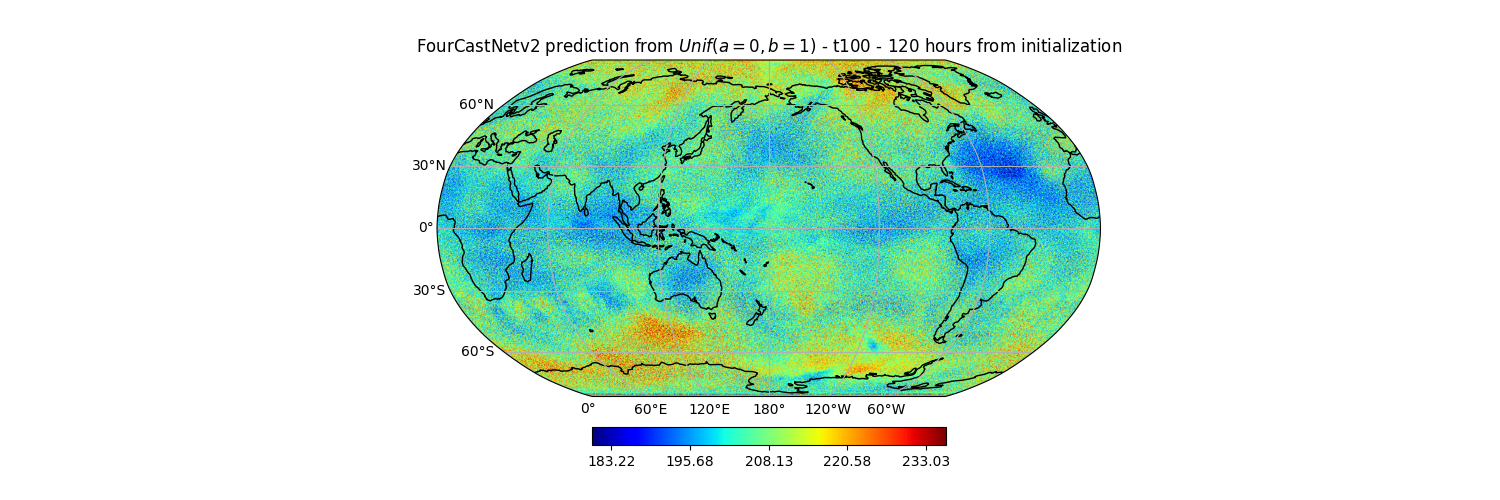 FourCastNetv2 prediction from Unif(a = 0, b = 1) - t100 - 120 hours from initialization
60°N
30°N
0°
30°S
60°S
0° 60°E 120°E 180° 120°W 60°W
183.22 195.68 208.13 220.58 233.03